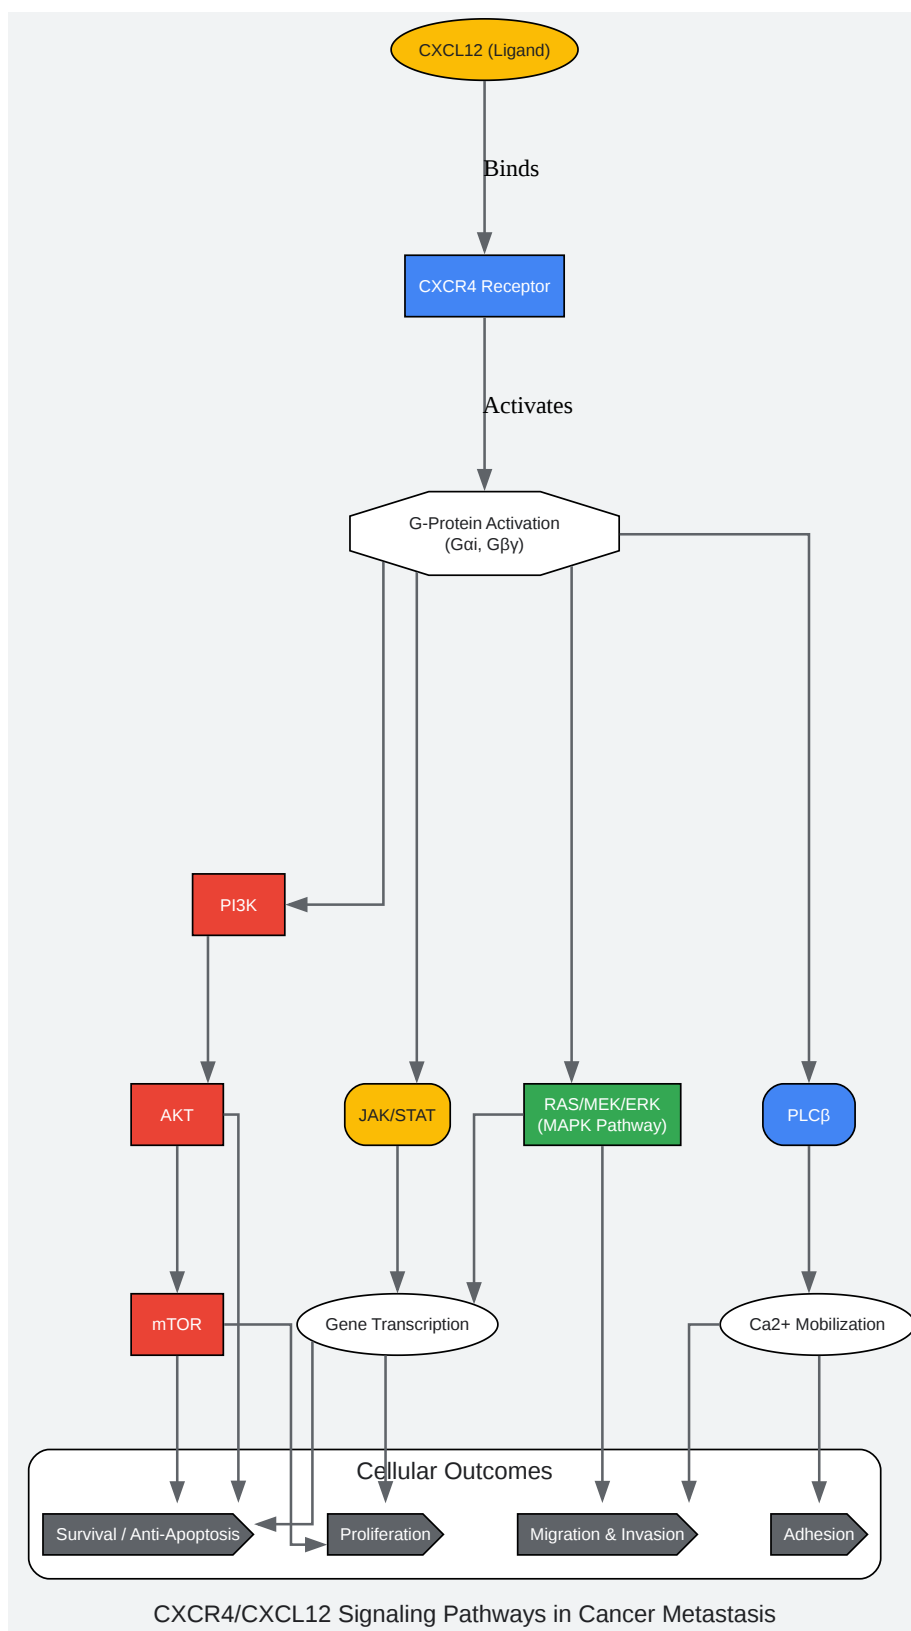 CXCL12 (Ligand)
Binds
CXCR4 Receptor
Activates
G-Protein Activation
(Gαi, Gβγ)
PI3K
AKT
JAK/STAT
RAS/MEK/ERK
(MAPK Pathway)
PLCβ
mTOR
Gene Transcription
Ca2+ Mobilization
Cellular Outcomes
Survival / Anti-Apoptosis
Proliferation
Migration & Invasion
Adhesion
CXCR4/CXCL12 Signaling Pathways in Cancer Metastasis